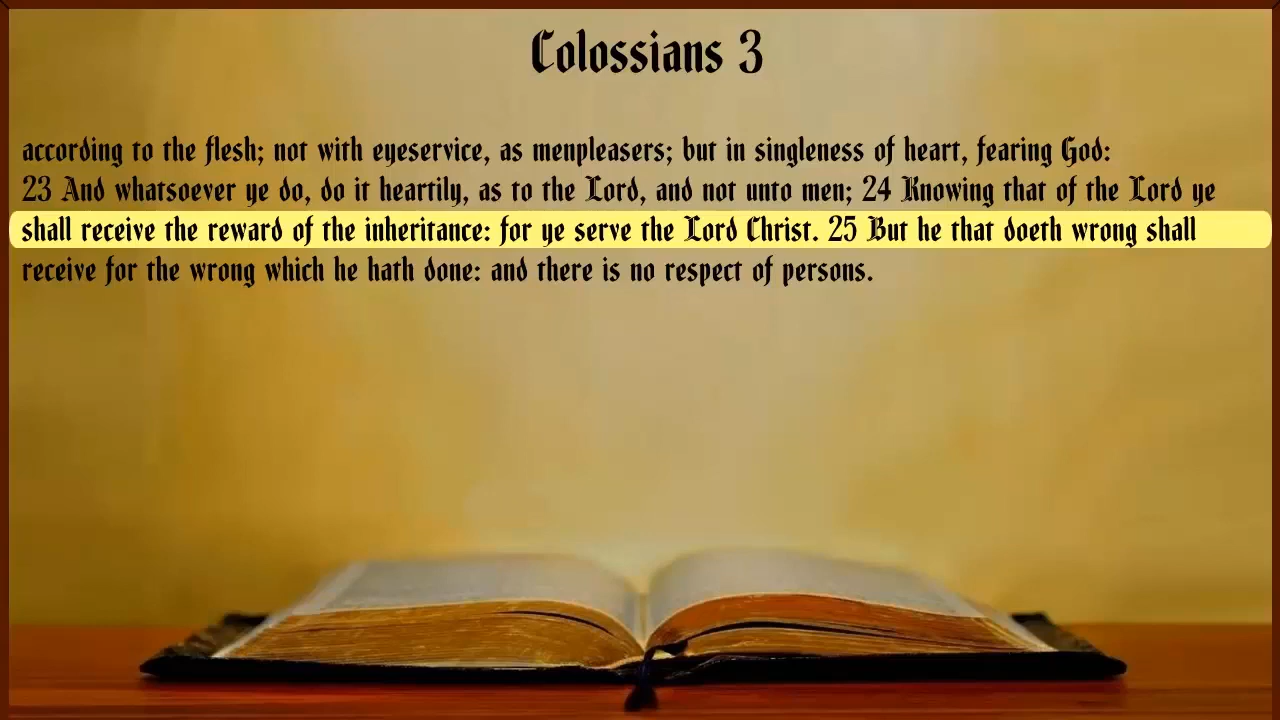 Colossians 3
according to the flesh; not with eyeservice, as menpleasers; but in singleness of heart, fearing God:
23 And whatsoever ye do, do it heartily, as to the Lord, and not unto men; 24 Knowing that of the Lord ye
shall receive the reward of the inheritance: for ye serve the Lord Christ. 25 But he that doeth wrong shall
receive for the wrong which he hath done: and there is no respect of persons.